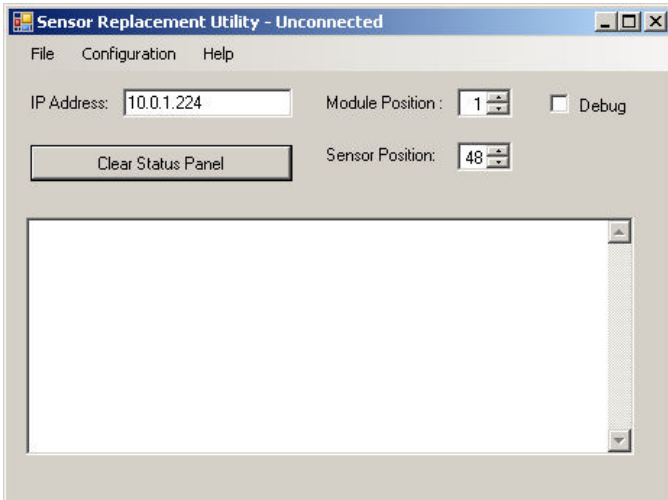 Sensor Replacement Utility - Unconnected
File Configuration Help
IP Address: 10.0.1.224 Module Position : 1 Debug
Clear Status Panel Sensor Position: 48